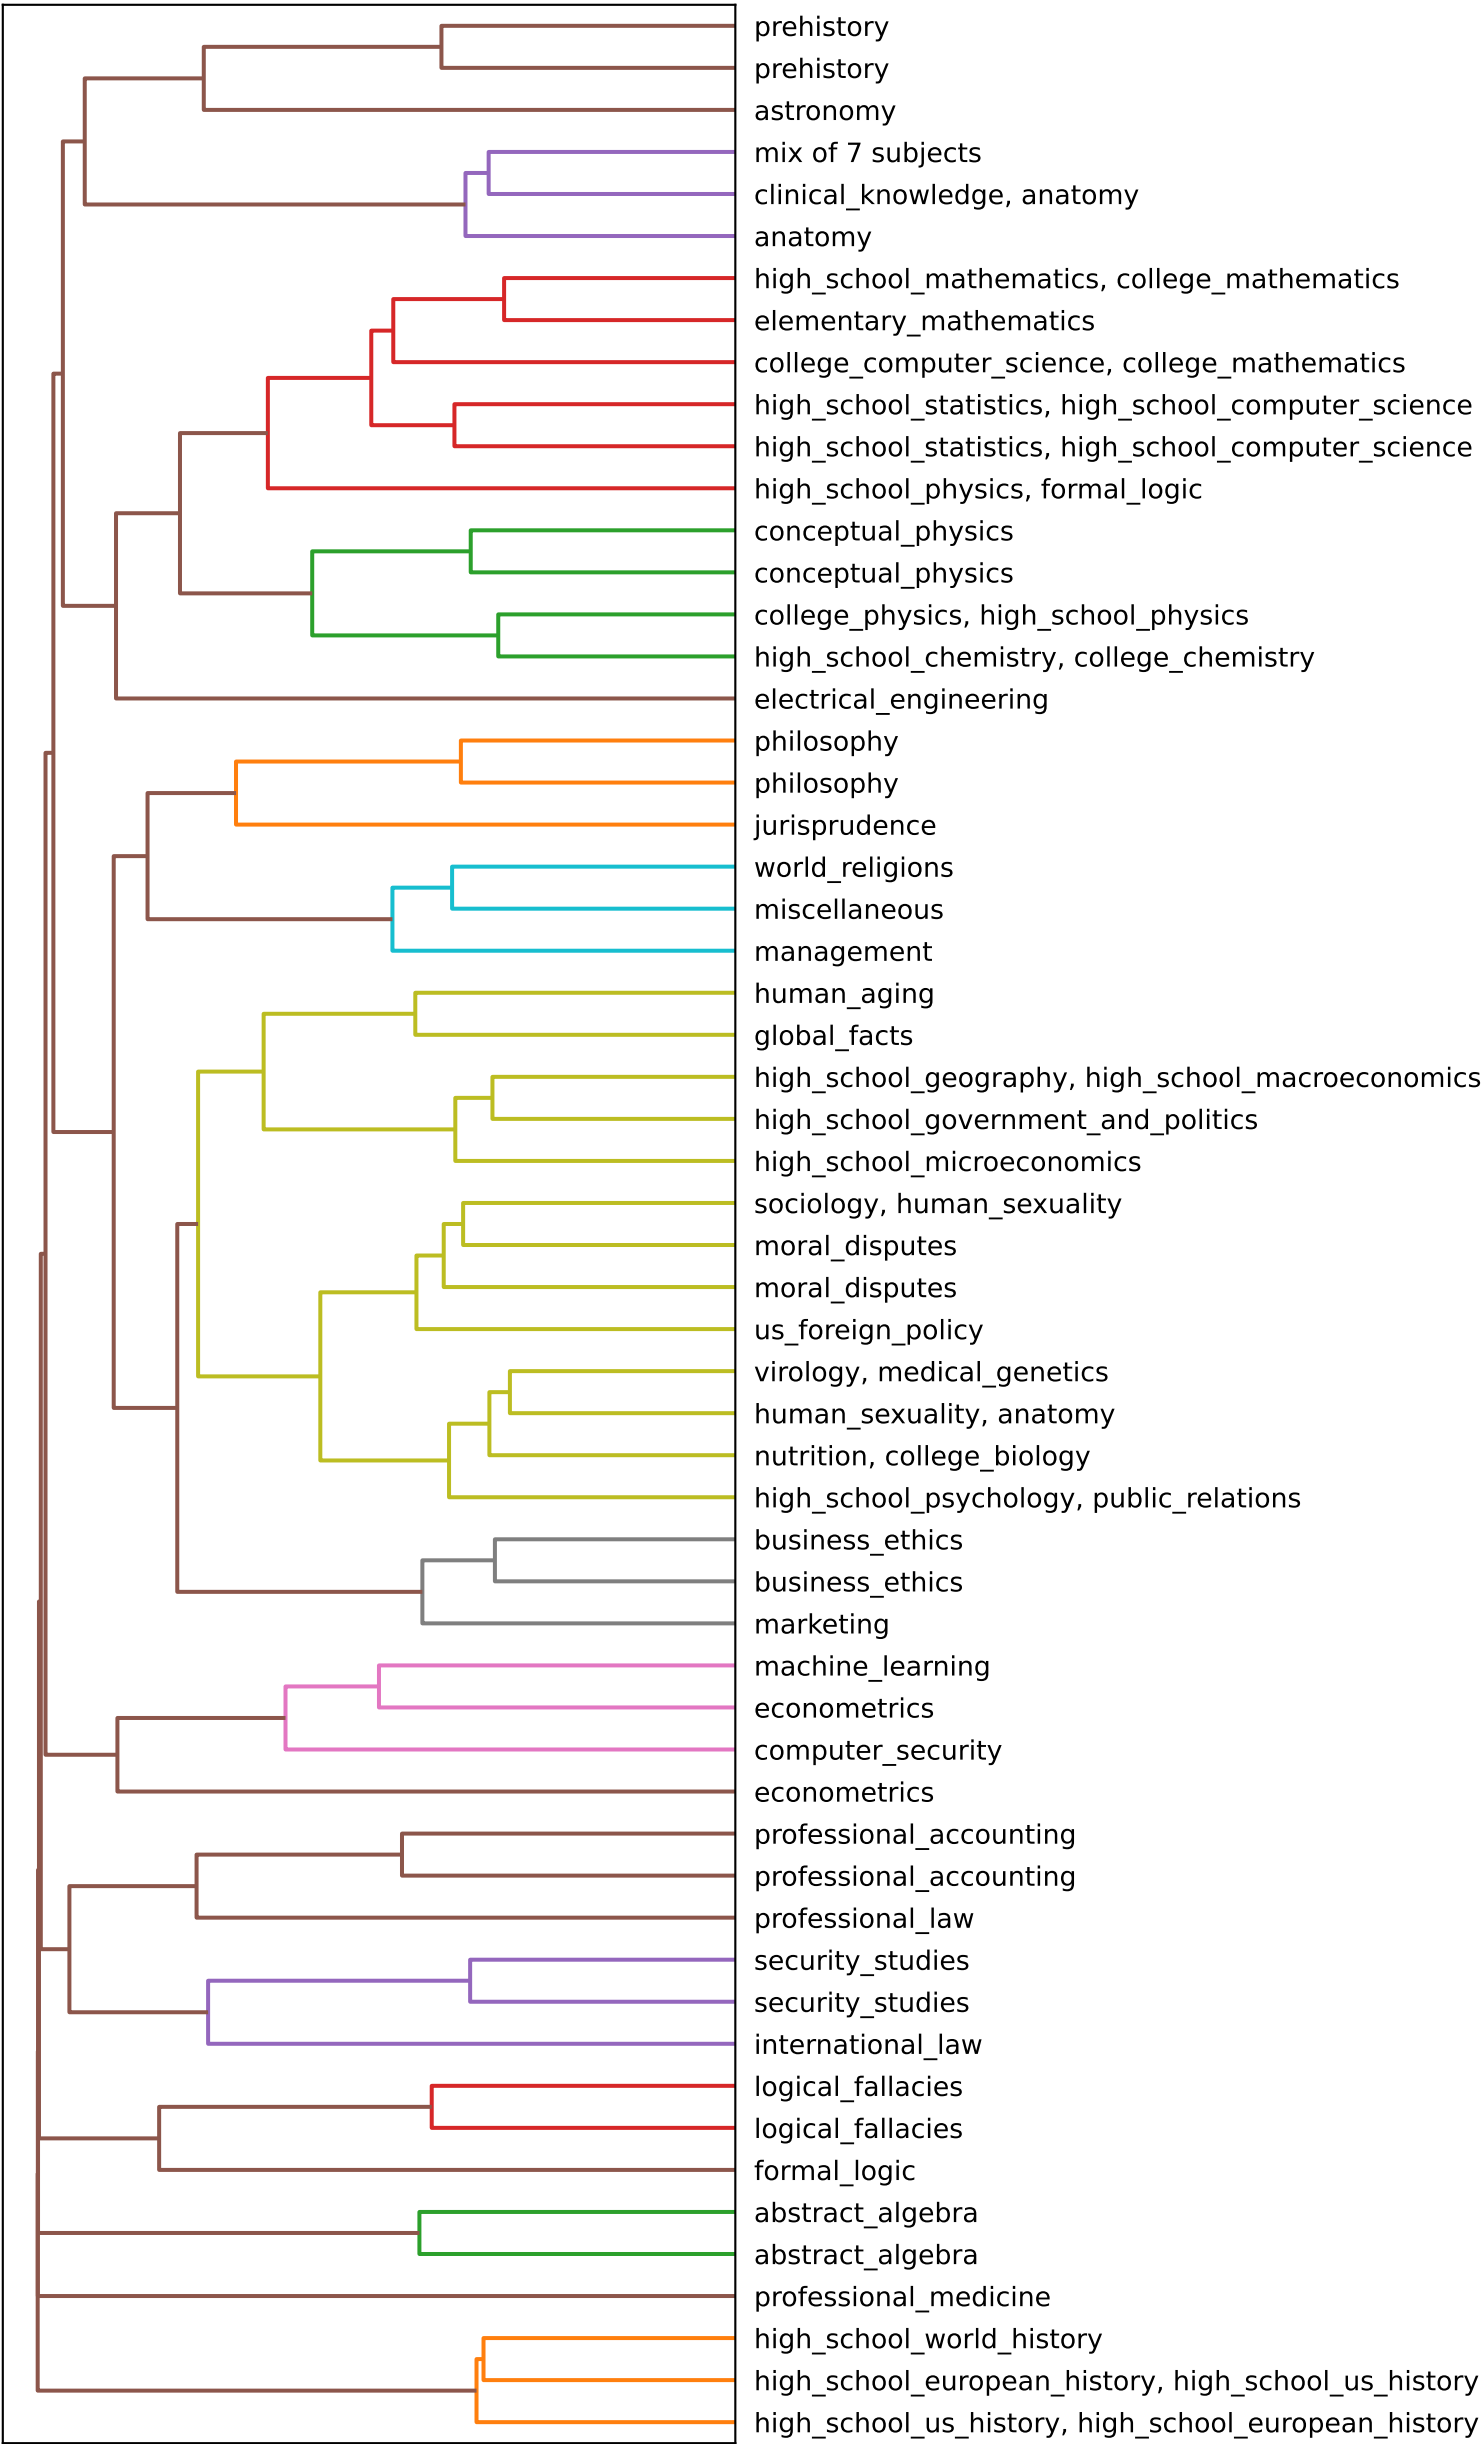 prehistory
prehistory
astronomy
mix of 7 subjects
clinical_knowledge, anatomy
anatomy
high_school_mathematics, college_mathematics
elementary_mathematics
college_computer_science, college_mathematics
high_school_statistics, high_school_computer_science
high_school_statistics, high_school_computer_science
high_school_physics, formal_logic
conceptual_physics
conceptual_physics
college_physics, high_school_physics
high_school_chemistry, college_chemistry
electrical_engineering
philosophy
philosophy
jurisprudence
world_religions
miscellaneous
management
human_aging
global_facts
high_school_geography, high_school_macroeconomics
high_school_government_and_politics
high_school_microeconomics
sociology, human_sexuality
moral_disputes
moral_disputes
us_foreign_policy
virology, medical_genetics
human_sexuality, anatomy
nutrition, college_biology
high_school_psychology, public_relations
business_ethics
business_ethics
marketing
machine_learning
econometrics
computer_security
econometrics
professional_accounting
professional_accounting
professional_law
security_studies
security_studies
international_law
logical_fallacies
logical_fallacies
formal_logic
abstract_algebra
abstract_algebra
professional_medicine
high_school_world_history
high_school_european_history, high_school_us_history
high_school_us_history, high_school_european_history